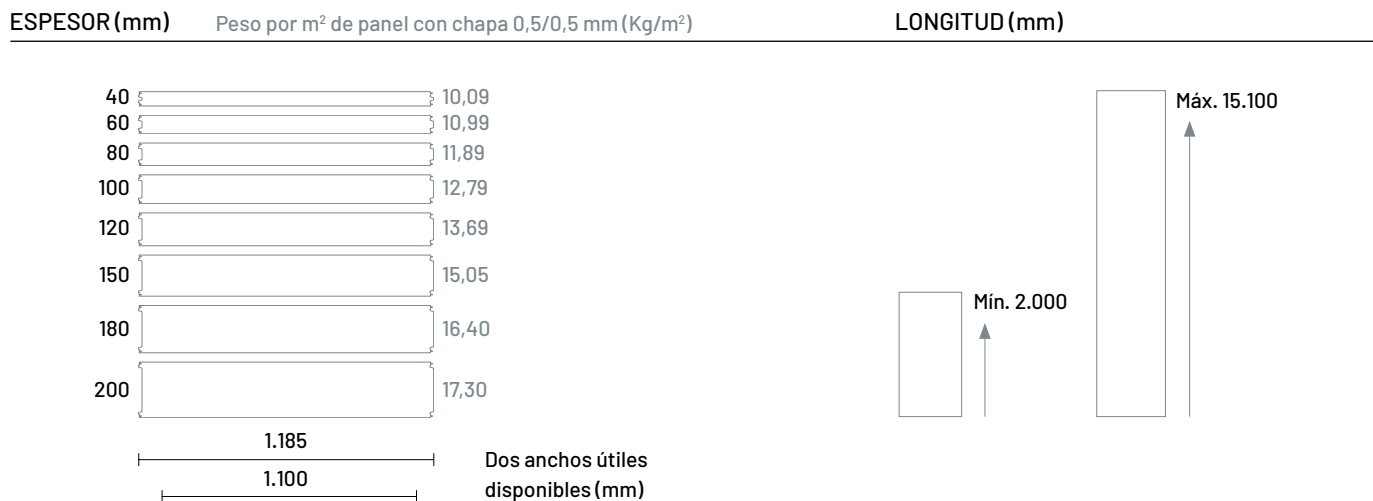 ESPESOR (mm) Peso por m² de panel con chapa 0,5/0,5 mm (Kg/m²) LONGITUD (mm)
40 10,09
60 10,99
80 11,89
100 12,79
120 13,69
150 15,05
180 16,40
200 17,30
1.185
1.100
Dos anchos útiles
disponibles (mm)
Mín. 2.000
Máx. 15.100